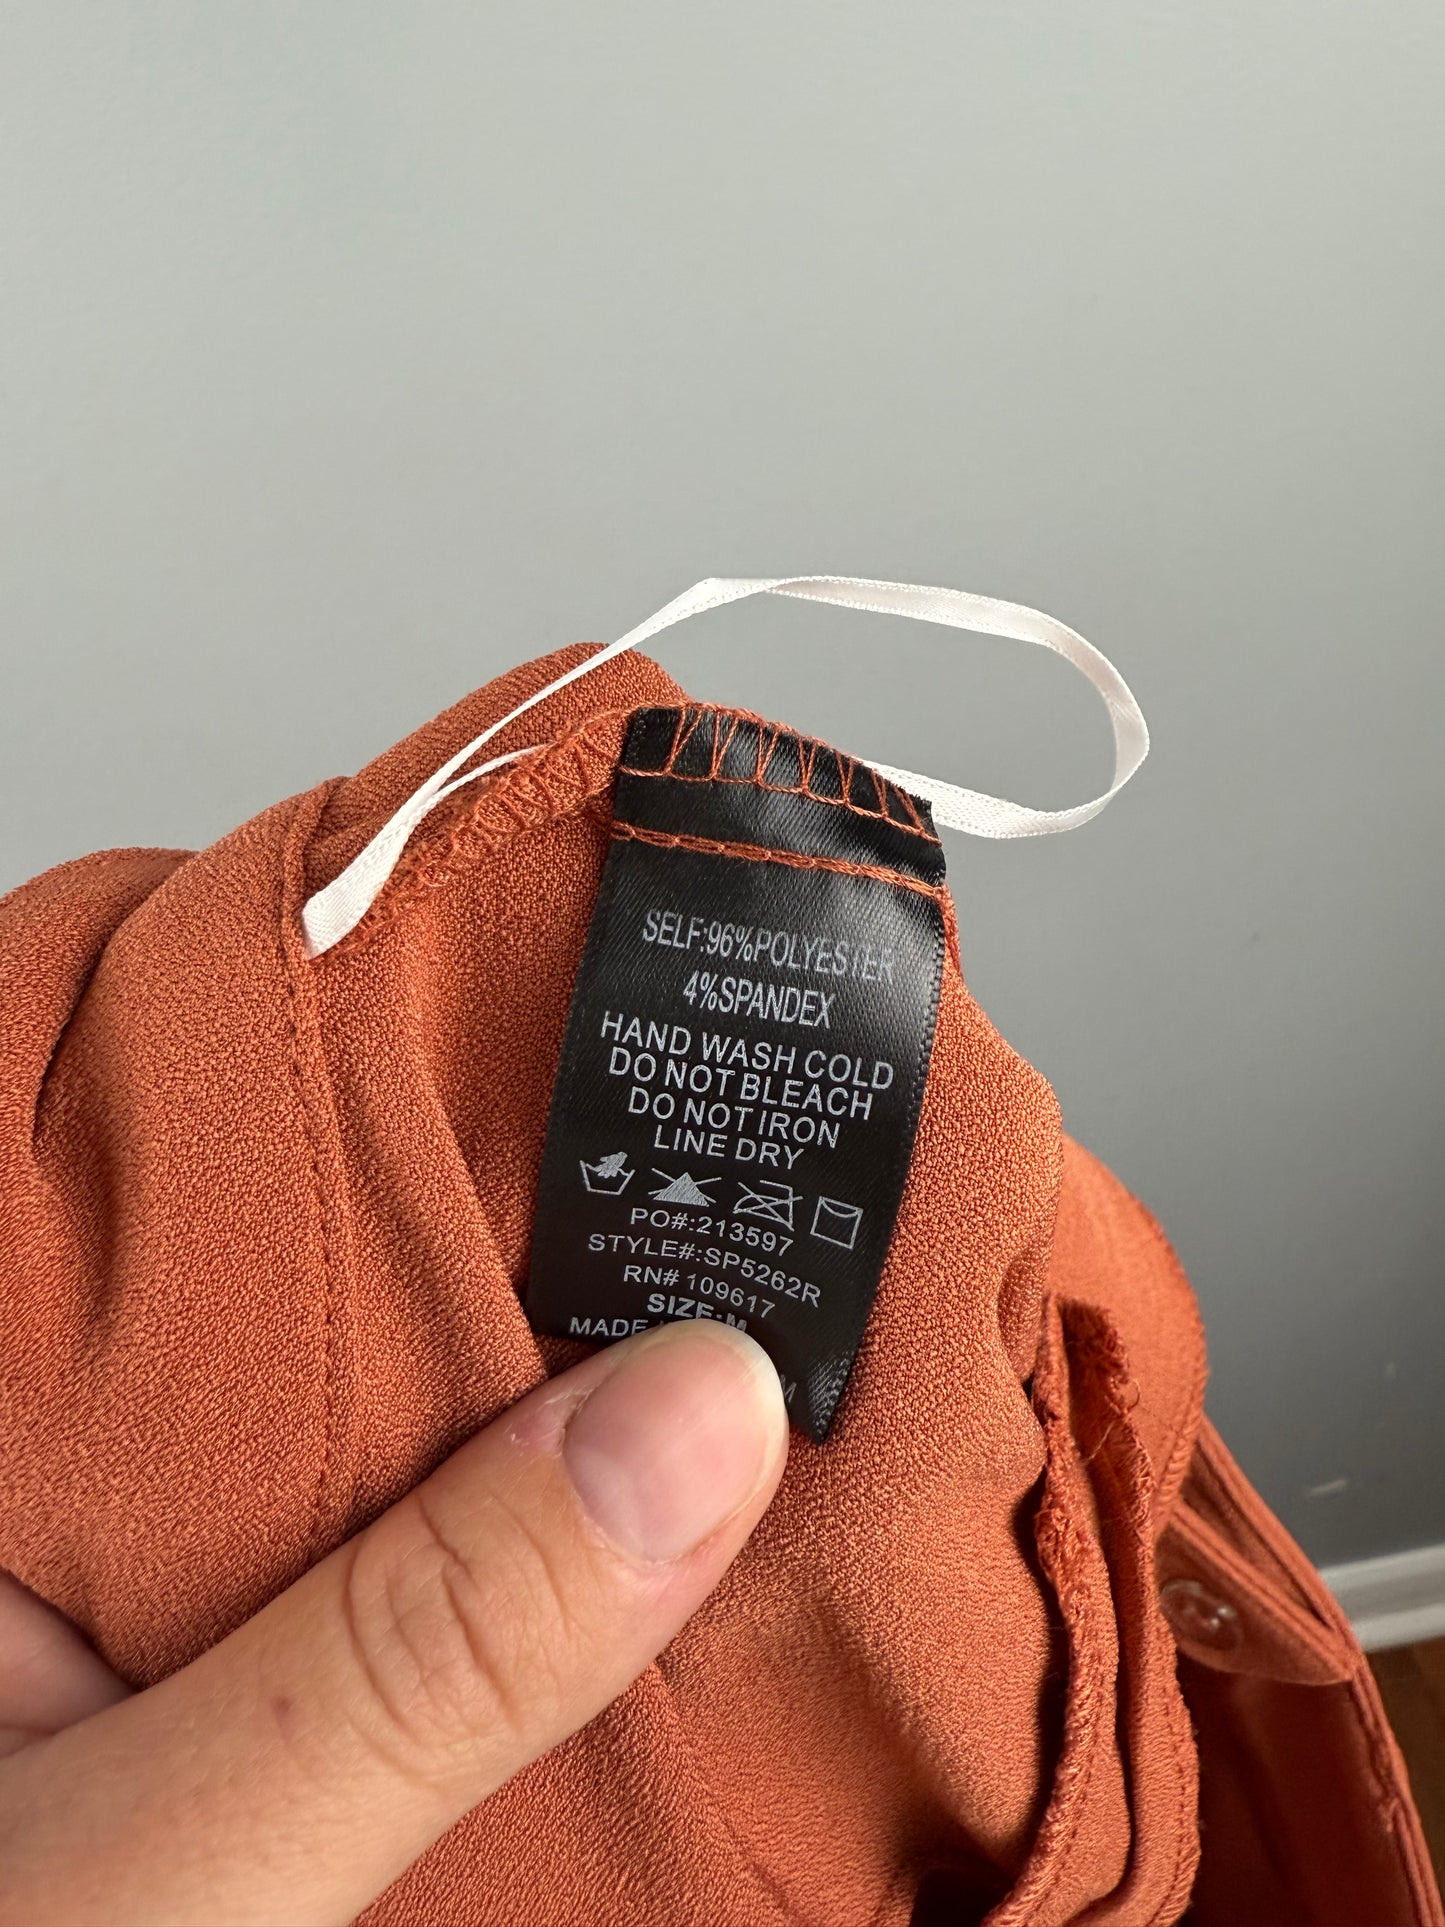 SELF:96%POLYESTER
4%SPANDEX
HAND WASH COLD
DO NOT BLEACH
DO NOT IRON
LINE DRY
PO#:213597
STYLE#:SP5262R
RN# 109617
SIZE:M
MADE